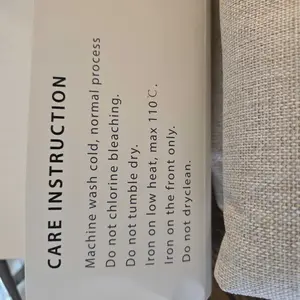 CARE INSTRUCTION
Machine wash cold, normal process
Do not chlorine bleaching.
Do not tumble dry.
Iron on low heat, max 110℃.
Iron on the front only.
Do not dryclean.